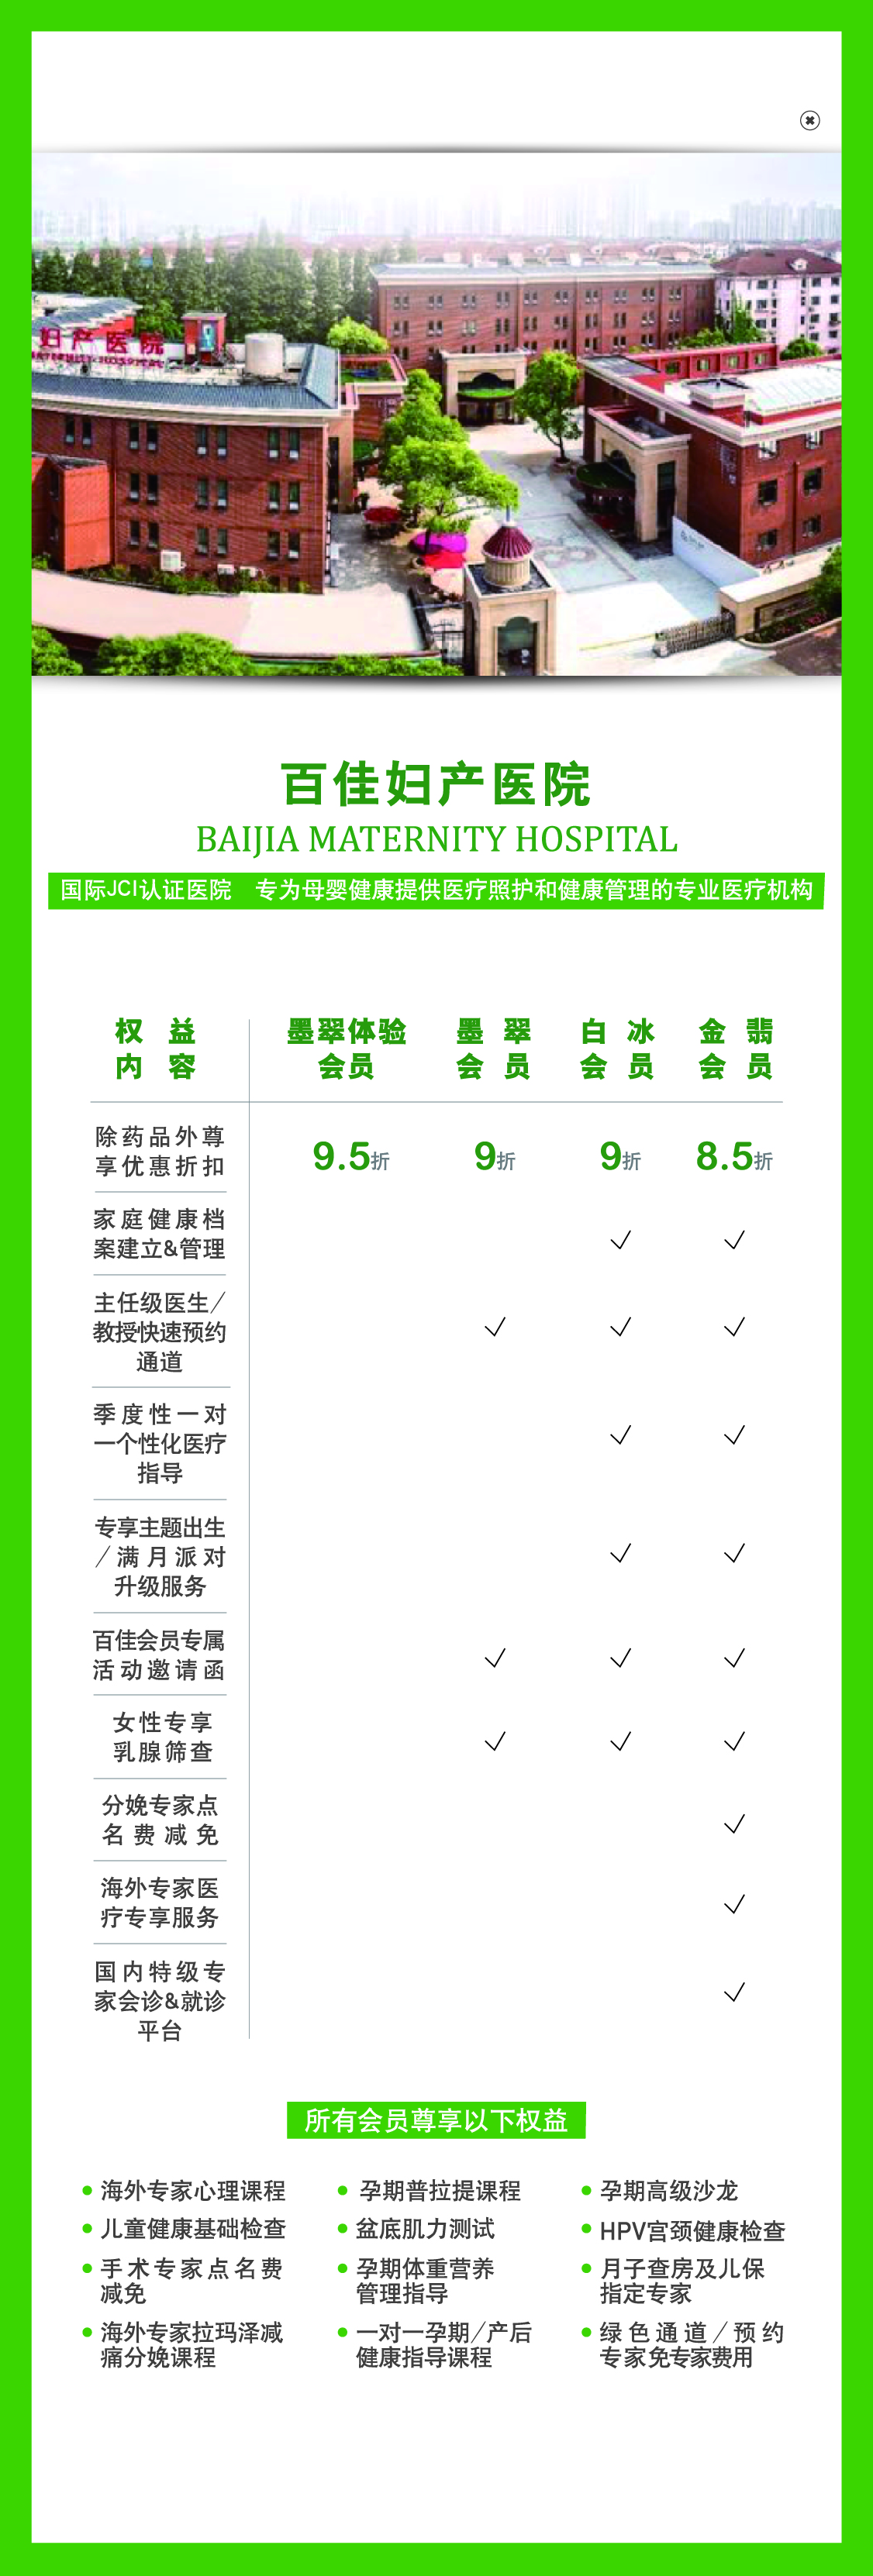 妇产医院
百佳妇产医院
BAIJIA MATERNITY HOSPITAL
国际JCI认证医院 专为母婴健康提供医疗照护和健康管理的专业医疗机构
权益 墨翠体验 墨翠 白冰 金翡
内容 会员 会员 会员 会员
除药品外尊
享优惠折扣
9.5折 9折 9折 8.5折
家庭健康档
案建立&管理
✓ ✓
主任级医生/
教授快速预约
通道
✓ ✓ ✓
季度性一对
一个性化医疗
指导
✓ ✓
专享主题出生
/满月派对
升级服务
✓ ✓
百佳会员专属
活动邀请函
✓ ✓ ✓
女性专享
乳腺筛查
✓ ✓ ✓
分娩专家点
名费减免
✓
海外专家医
疗专享服务
✓
国内特级专
家会诊&就诊
平台
✓
所有会员尊享以下权益
海外专家心理课程
孕期普拉提课程
孕期高级沙龙
儿童健康基础检查
盆底肌力测试
HPV宫颈健康检查
手术专家点名费
减免
孕期体重营养
管理指导
月子查房及儿保
指定专家
海外专家拉玛泽减
痛分娩课程
一对一孕期/产后
健康指导课程
绿色通道/预约
专家免专家费用